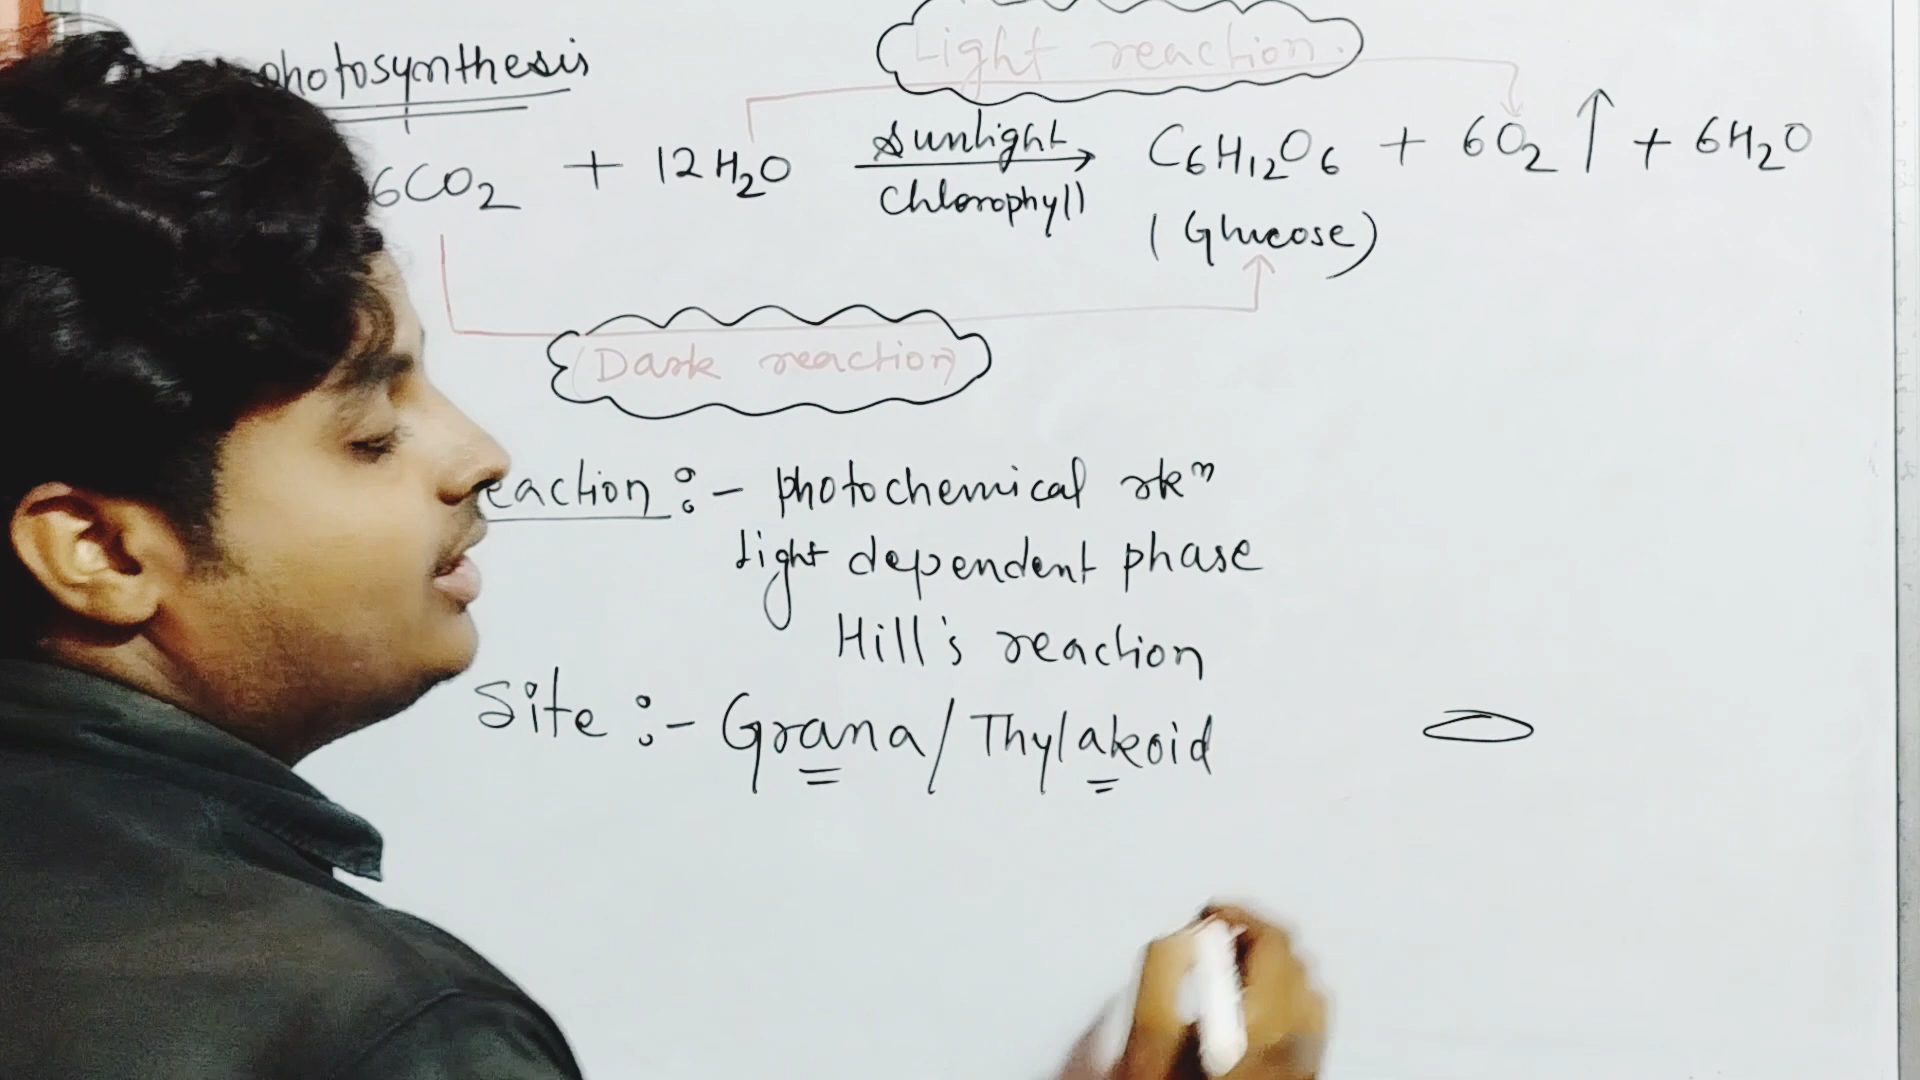 Light reaction.
photosynthesis
6CO2 + 12H2O Sunlight Chlorophyll → C6H12O6 + 6O2 ↑ + 6H2O
(Glucose)
(Dark reaction)
eaction :- photochemical rkn
Light dependent phase
Hill's reaction
Site :- Grana/Thylakoid